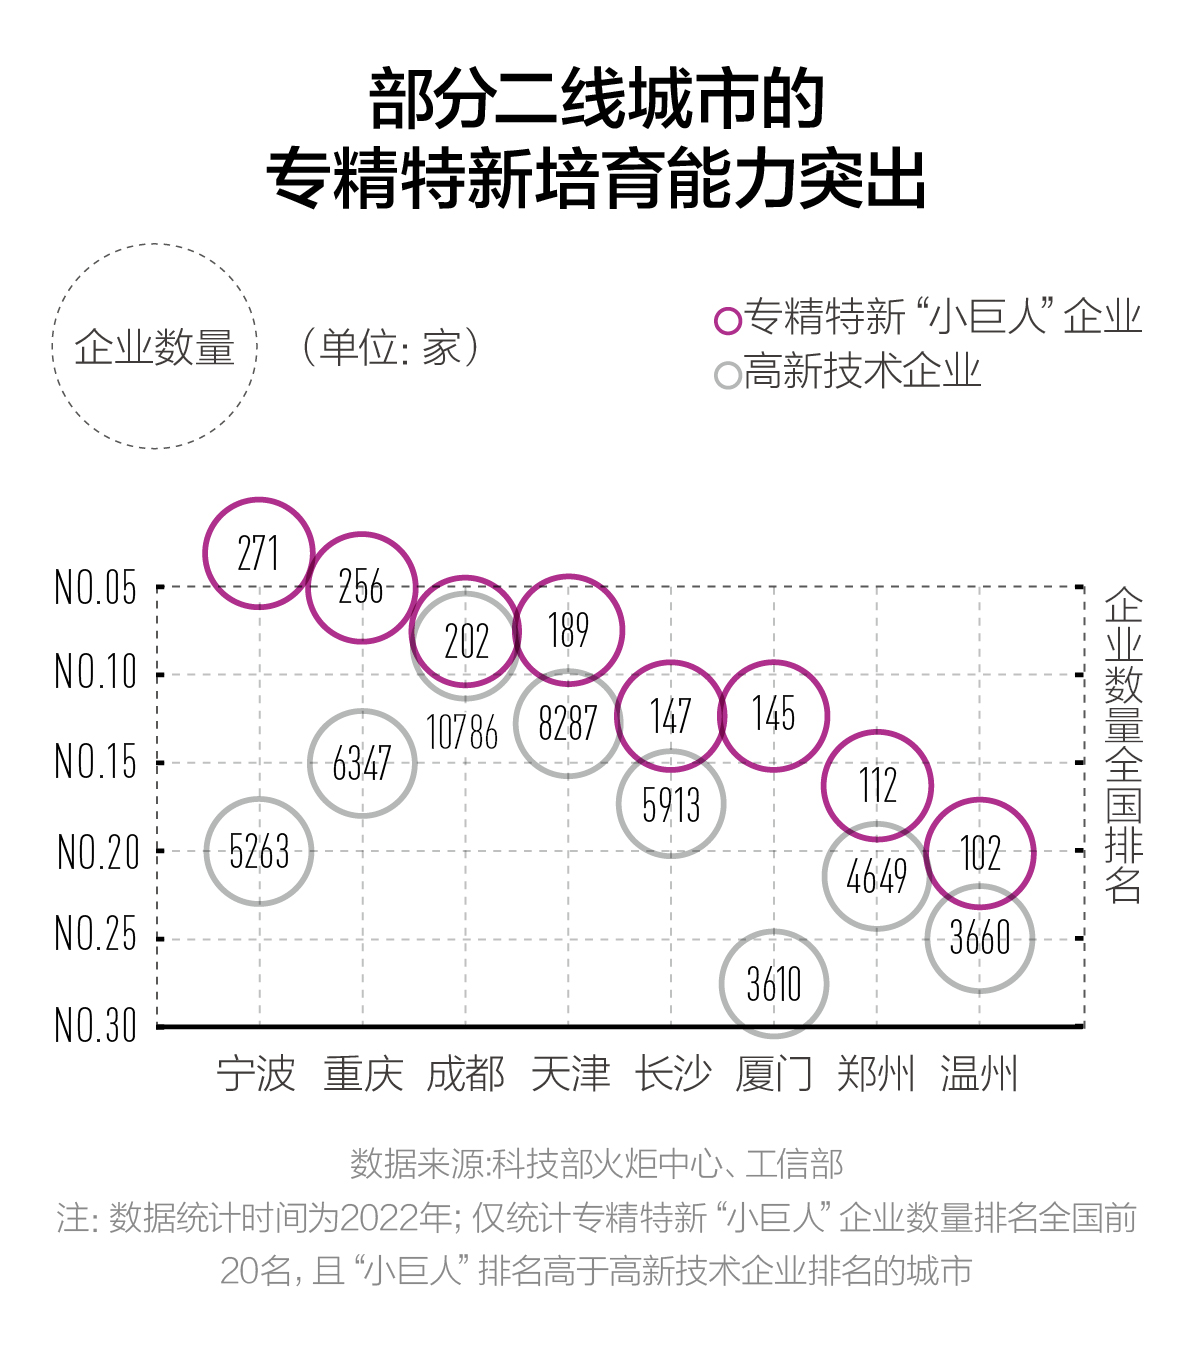 部分二线城市的
专精特新培育能力突出
企业数量
（单位：家）
专精特新“小巨人”企业
高新技术企业
NO.05
NO.10
NO.15
NO.20
NO.25
NO.30
271
256
202
189
147
145
112
102
5263
6347
10786
8287
5913
3610
4649
3660
企业数量全国排名
宁波 重庆 成都 天津 长沙 厦门 郑州 温州
数据来源:科技部火炬中心、工信部
注：数据统计时间为2022年；仅统计专精特新“小巨人”企业数量排名全国前
20名，且“小巨人”排名高于高新技术企业排名的城市